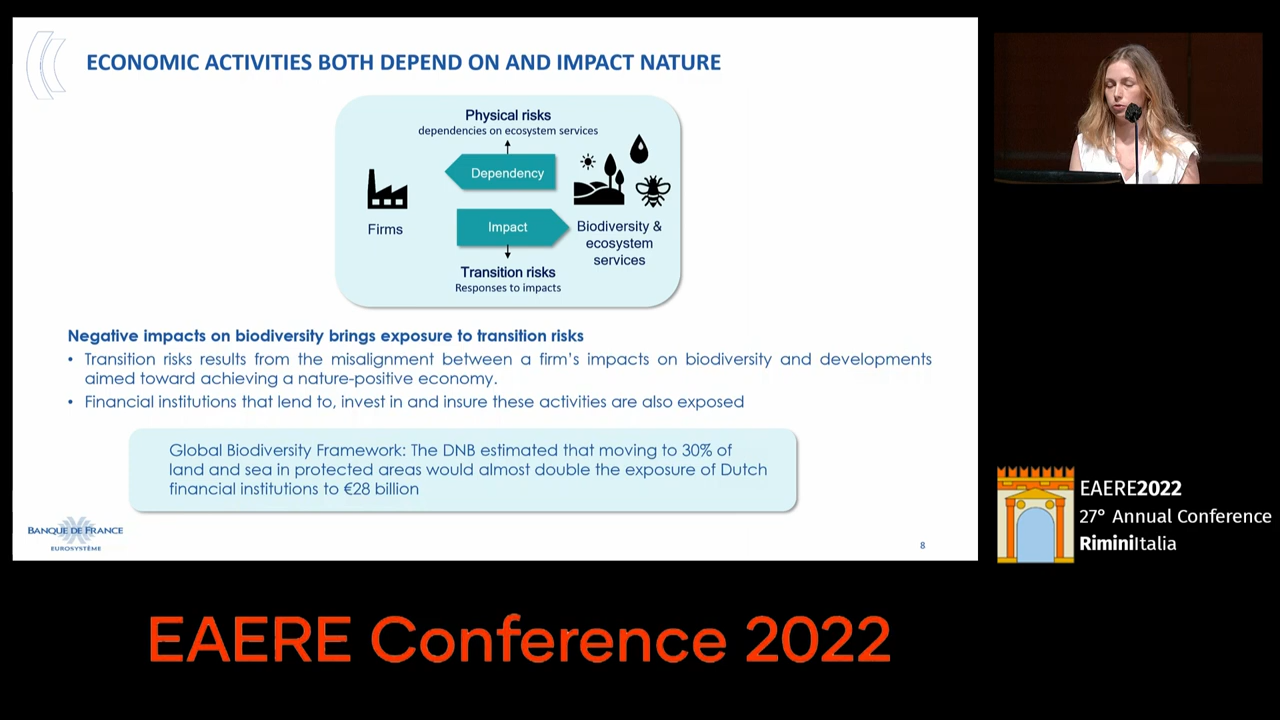 ECONOMIC ACTIVITIES BOTH DEPEND ON AND IMPACT NATURE
Physical risks
dependencies on ecosystem services
Dependency
Firms
Impact
Biodiversity &
ecosystem
services
Transition risks
Responses to impacts
Negative impacts on biodiversity brings exposure to transition risks
• Transition risks results from the misalignment between a firm's impacts on biodiversity and developments
aimed toward achieving a nature-positive economy.
• Financial institutions that lend to, invest in and insure these activities are also exposed
Global Biodiversity Framework: The DNB estimated that moving to 30% of
land and sea in protected areas would almost double the exposure of Dutch
financial institutions to €28 billion
BANQUE DE FRANCE
EUROSYSTÈME
8
EAERE2022
27° Annual Conference
RiminiItalia
EAERE Conference 2022